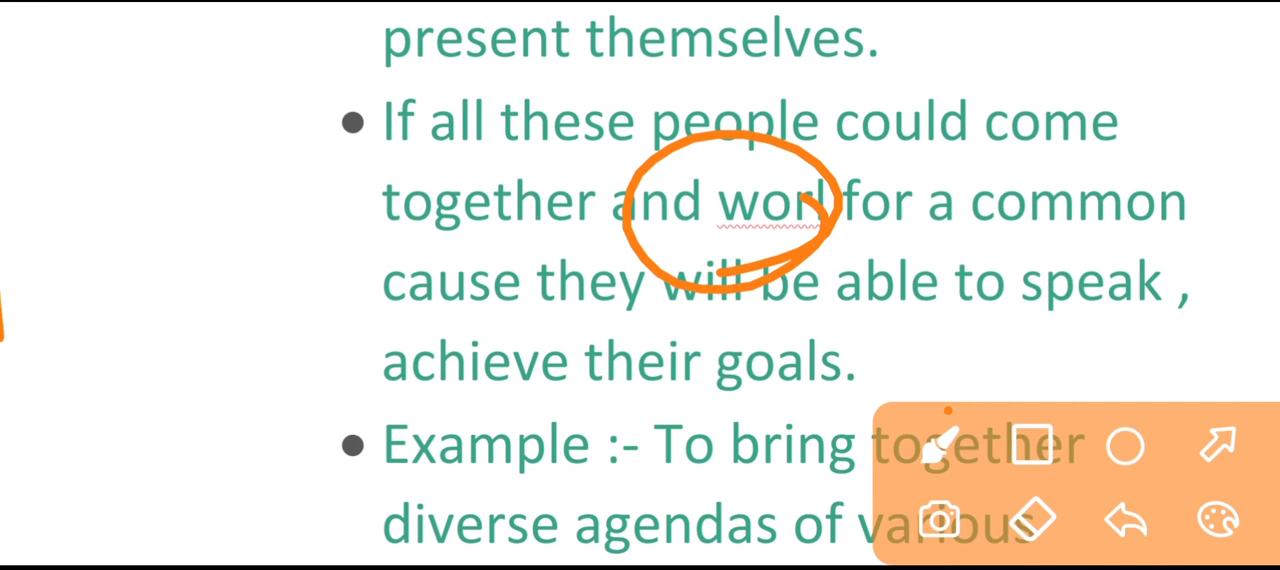 present themselves.
• If all these people could come
together and worl for a common
cause they will be able to speak ,
achieve their goals.
• Example :- To bring together
diverse agendas of various